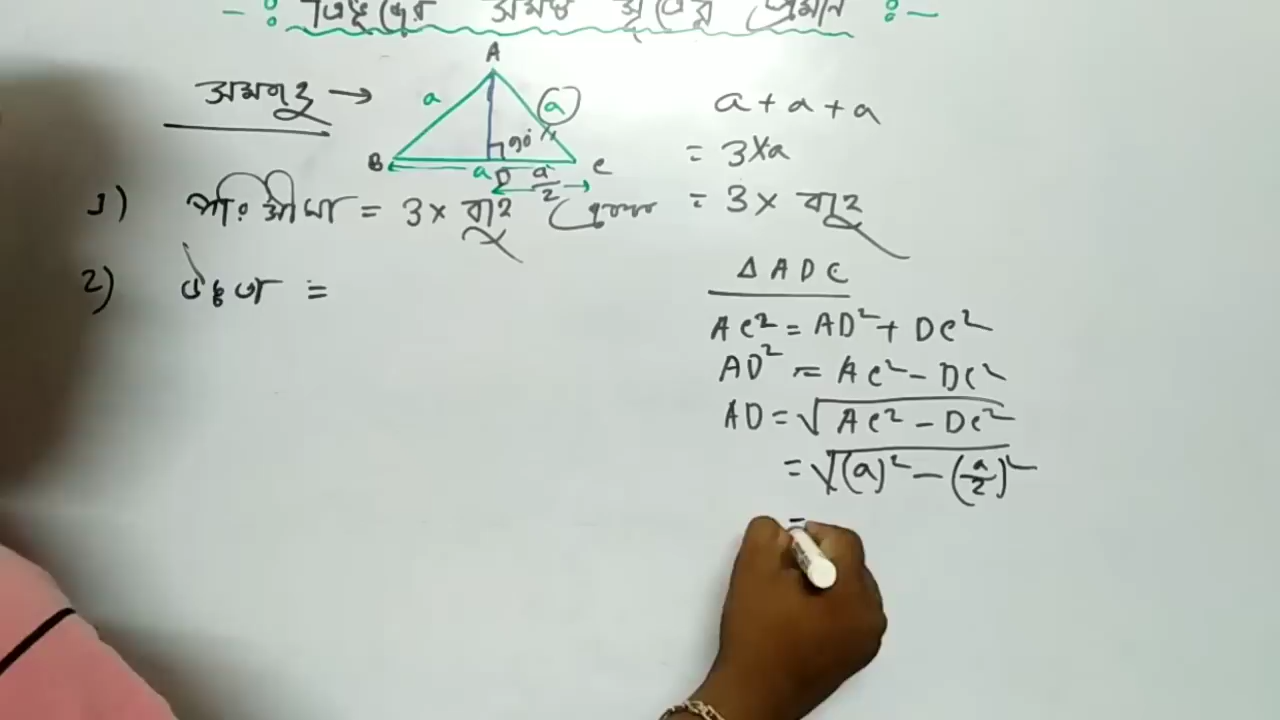 -: ত্রিভুজের সমস্ত সূত্রের প্রমান :-
সমবাহু →
A
a
a
90°
B
a
D
a/2
C
1) পরিসীমা = 3 × বাহু
2) উচ্চতা =
a + a + a
= 3×a
= 3 × বাহু
Δ A D C
AC² = AD² + DC²
AD² = AC² - DC²
AD = √AC² - DC²
= √(a)² - (a/2)²
=